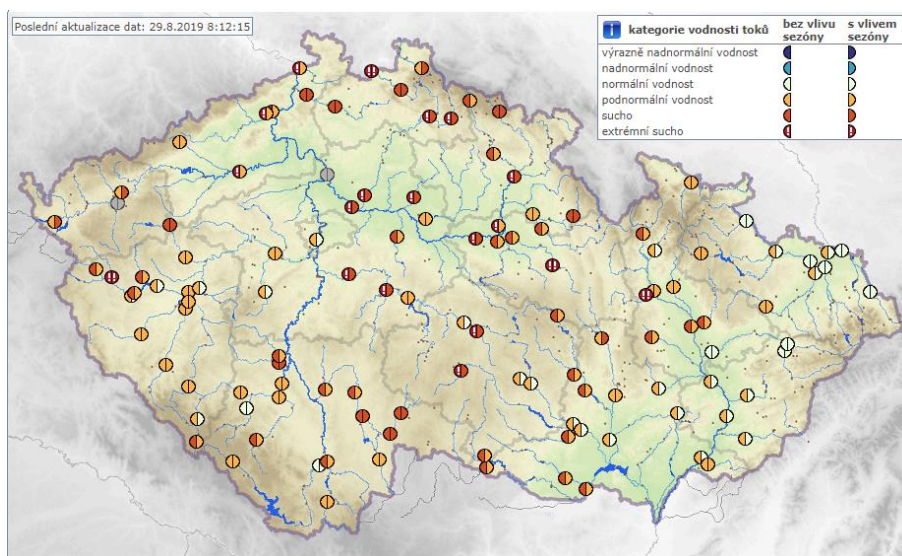 Poslední aktualizace dat: 29.8.2019 8:12:15
i kategorie vodnosti toků bez vlivu sezóny s vlivem sezóny
výrazně nadnormální vodnost
nadnormální vodnost
normální vodnost
podnormální vodnost
sucho
extrémní sucho